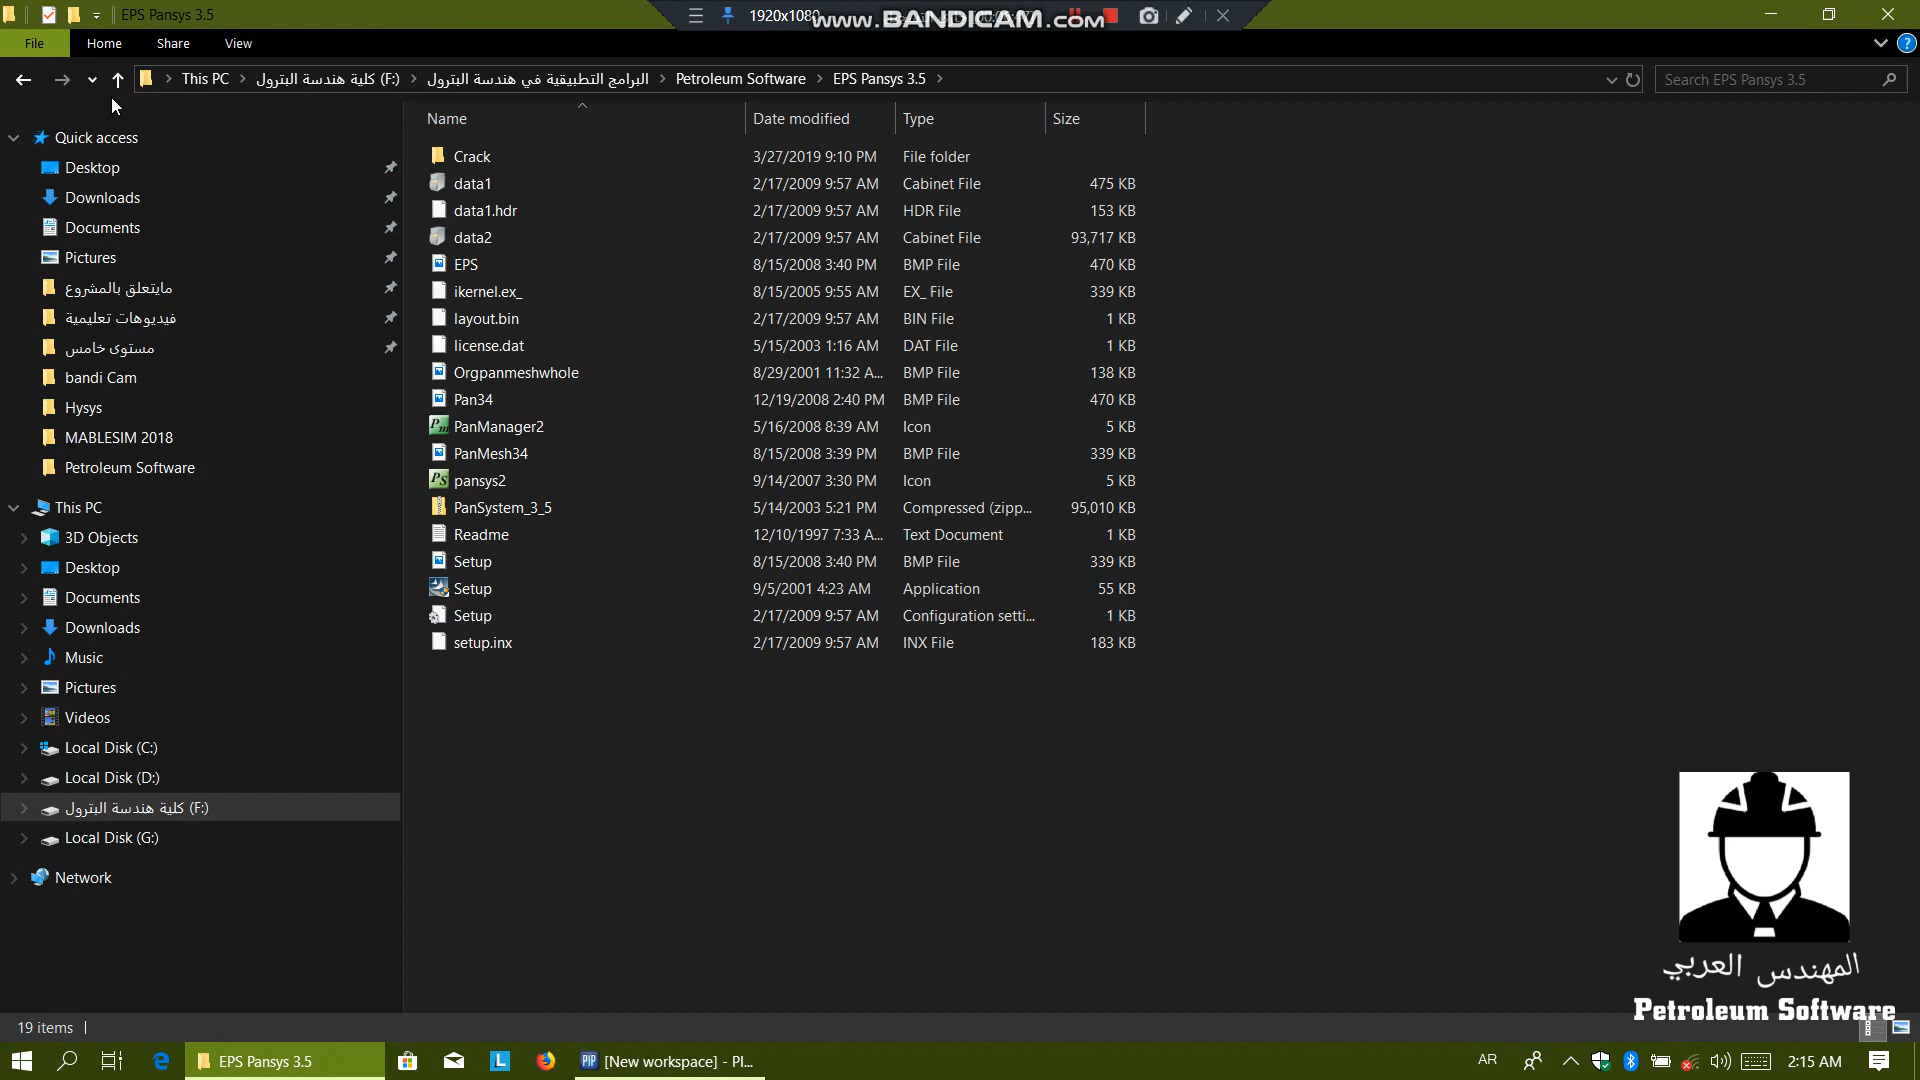 EPS Pansys 3.5
1920x1080
www.BANDICAM.com
File Home Share View
This PC كلية هندسة البترول (F:) البرامج التطبيقية في هندسة البترول Petroleum Software EPS Pansys 3.5
Search EPS Pansys 3.5
Name Date modified Type Size
Quick access
Desktop
Downloads
Documents
Pictures
مايتعلق بالمشروع
فيديوهات تعليمية
مستوى خامس
bandi Cam
Hysys
MABLESIM 2018
Petroleum Software
This PC
3D Objects
Desktop
Documents
Downloads
Music
Pictures
Videos
Local Disk (C:)
Local Disk (D:)
كلية هندسة البترول (F:)
Local Disk (G:)
Network
Crack 3/27/2019 9:10 PM File folder
data1 2/17/2009 9:57 AM Cabinet File 475 KB
data1.hdr 2/17/2009 9:57 AM HDR File 153 KB
data2 2/17/2009 9:57 AM Cabinet File 93,717 KB
EPS 8/15/2008 3:40 PM BMP File 470 KB
ikernel.ex_ 8/15/2005 9:55 AM EX_ File 339 KB
layout.bin 2/17/2009 9:57 AM BIN File 1 KB
license.dat 5/15/2003 1:16 AM DAT File 1 KB
Orgpanmeshwhole 8/29/2001 11:32 A... BMP File 138 KB
Pan34 12/19/2008 2:40 PM BMP File 470 KB
PanManager2 5/16/2008 8:39 AM Icon 5 KB
PanMesh34 8/15/2008 3:39 PM BMP File 339 KB
pansys2 9/14/2007 3:30 PM Icon 5 KB
PanSystem_3_5 5/14/2003 5:21 PM Compressed (zipp... 95,010 KB
Readme 12/10/1997 7:33 A... Text Document 1 KB
Setup 8/15/2008 3:40 PM BMP File 339 KB
Setup 9/5/2001 4:23 AM Application 55 KB
Setup 2/17/2009 9:57 AM Configuration setti... 1 KB
setup.inx 2/17/2009 9:57 AM INX File 183 KB
المهندس العربي
Petroleum Software
19 items
EPS Pansys 3.5
[New workspace] - PI...
AR
2:15 AM